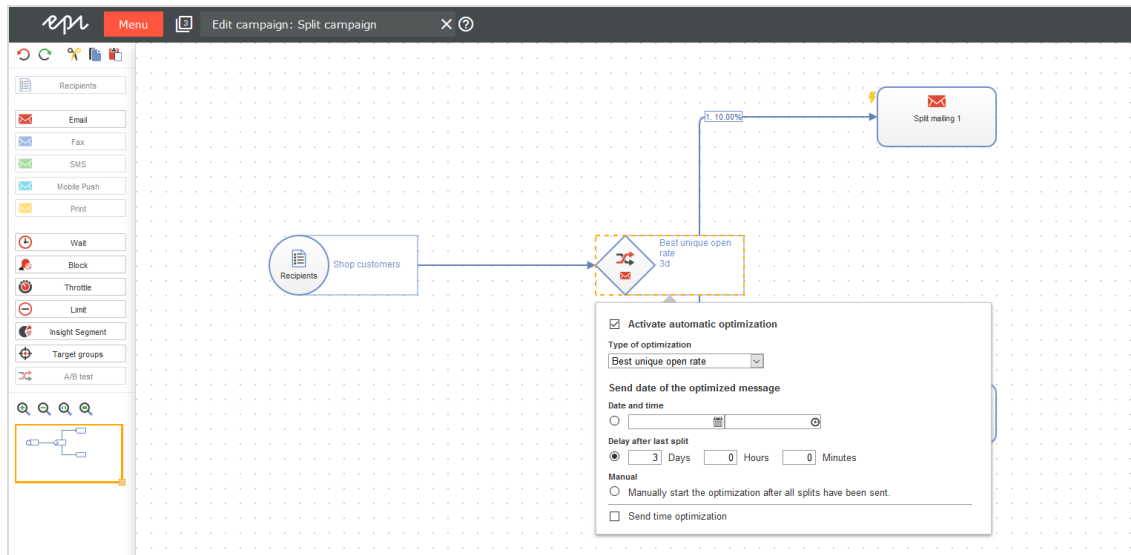 epi Menu 3 Edit campaign: Split campaign
Recipients
Email
Fax
SMS
Mobile Push
Print
Wait
Block
Throttle
Limit
Insight Segment
Target groups
A/B test
1. 10.00%
Split mailing 1
Recipients
Shop customers
Best unique open
rate
3d
Activate automatic optimization
Type of optimization
Best unique open rate
Send date of the optimized message
Date and time
Delay after last split
3 Days 0 Hours 0 Minutes
Manual
Manually start the optimization after all splits have been sent.
Send time optimization